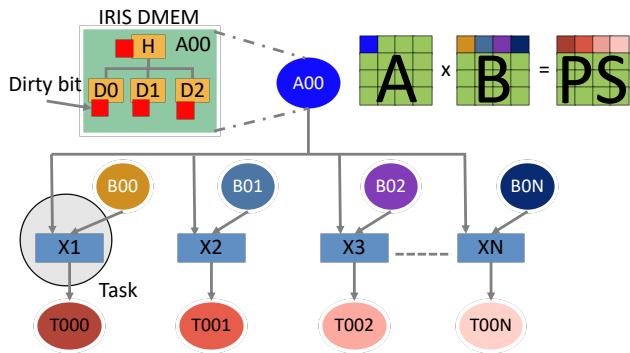 IRIS DMEM
H
A00
D0 D1 D2
Dirty bit
A00
A x B = PS
B00 B01 B02 B0N
X1 X2 X3 XN
Task
T000 T001 T002 T00N